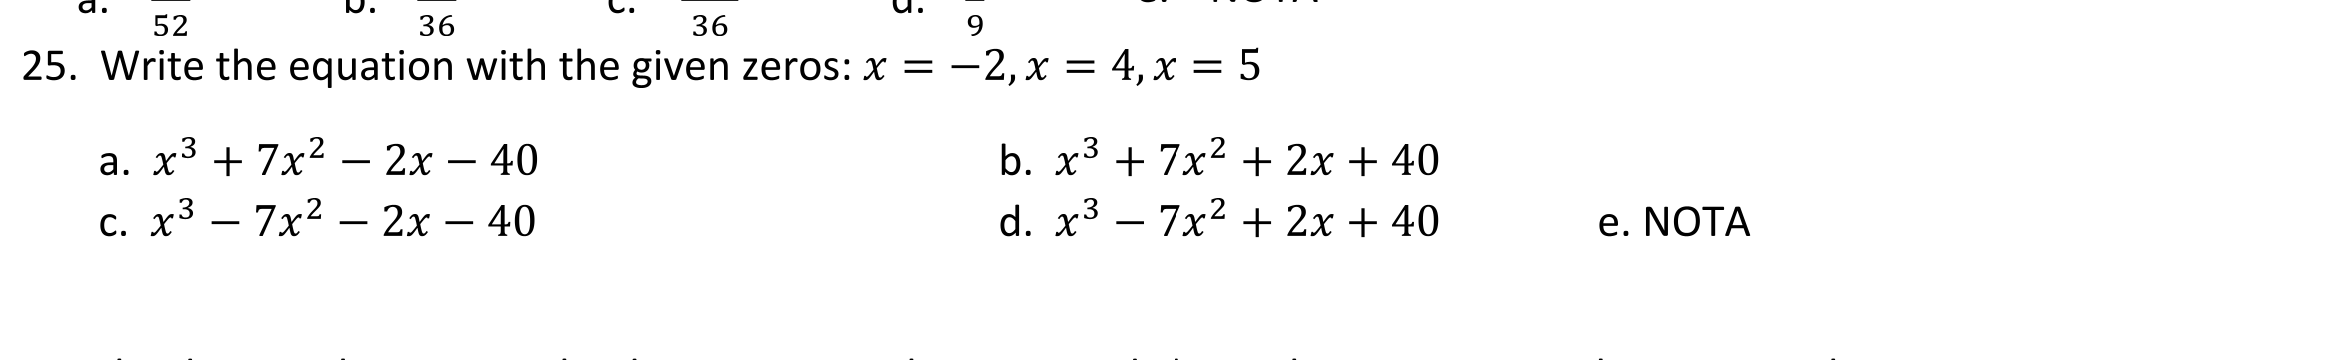 52 36 36 9
25. Write the equation with the given zeros: x = −2, x = 4, x = 5
a. x³ + 7x² − 2x − 40 b. x³ + 7x² + 2x + 40
c. x³ − 7x² − 2x − 40 d. x³ − 7x² + 2x + 40 e. NOTA